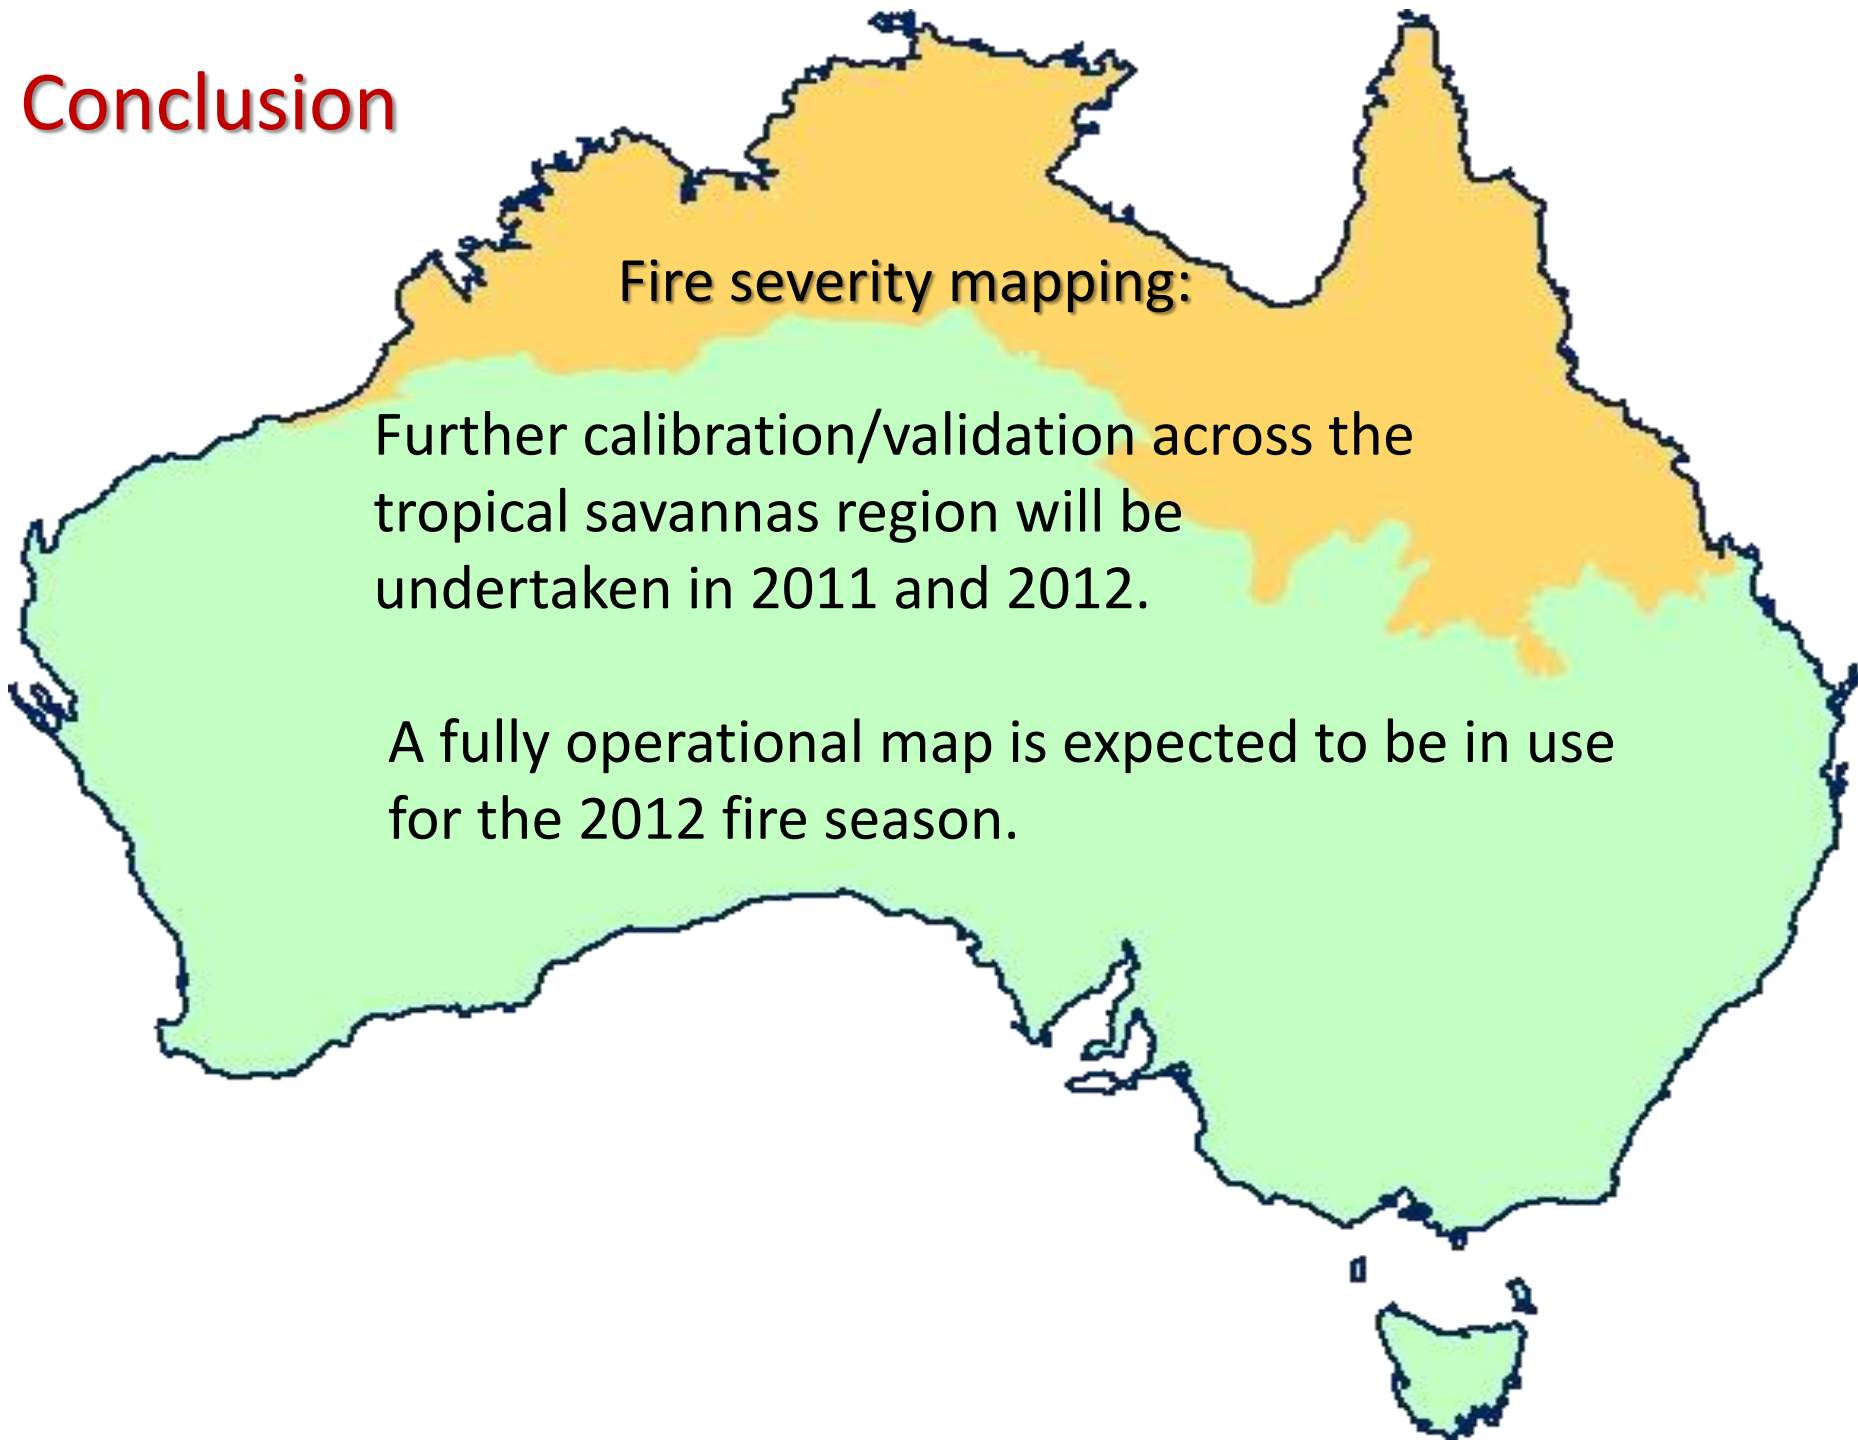 Conclusion
Fire severity mapping:
Further calibration/validation across the
tropical savannas region will be
undertaken in 2011 and 2012.
A fully operational map is expected to be in use
for the 2012 fire season.